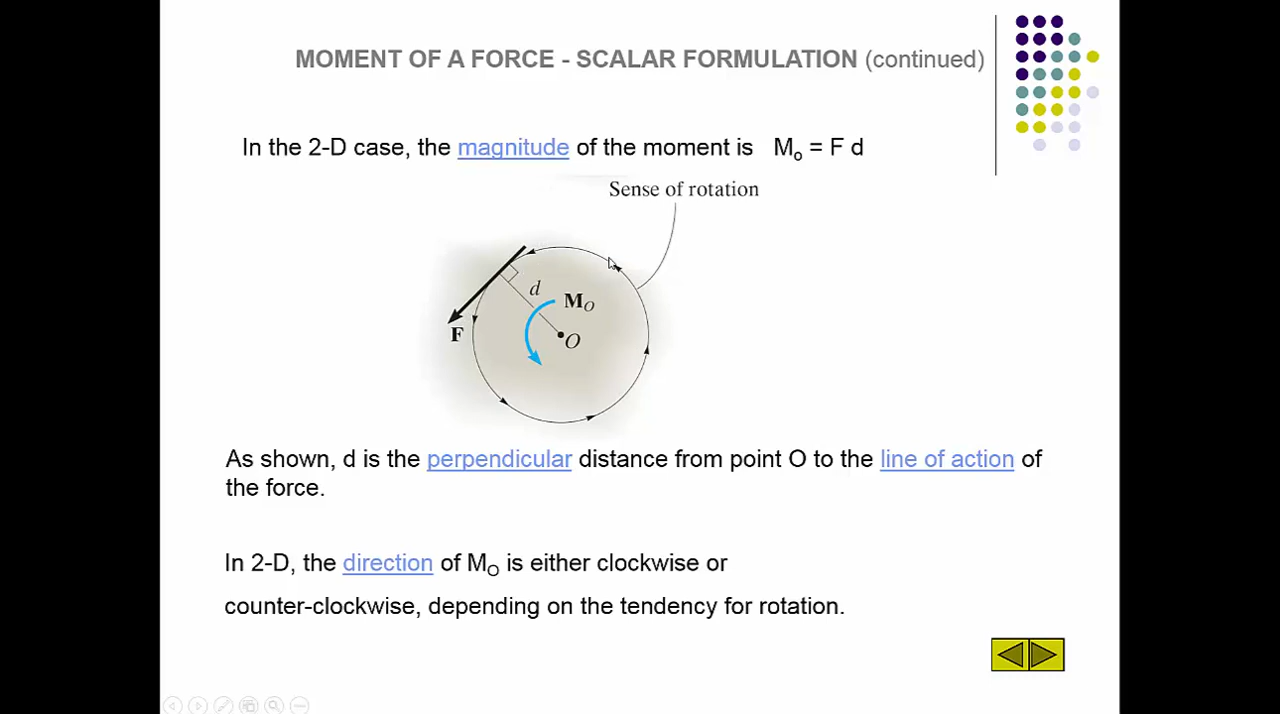 MOMENT OF A FORCE - SCALAR FORMULATION (continued)
In the 2-D case, the magnitude of the moment is M₀ = F d
Sense of rotation
d
M_O
F
O
As shown, d is the perpendicular distance from point O to the line of action of
the force.
In 2-D, the direction of M_O is either clockwise or
counter-clockwise, depending on the tendency for rotation.